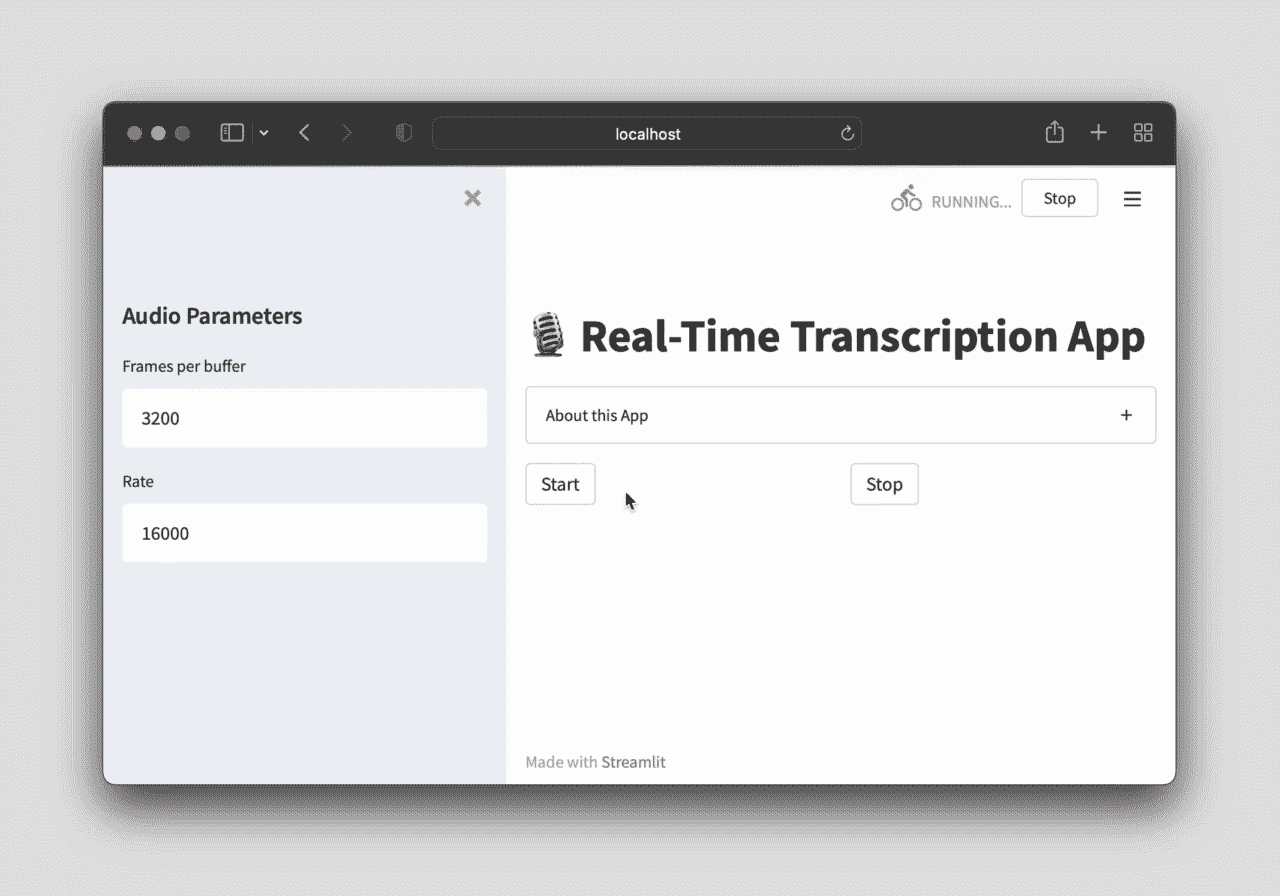 localhost
RUNNING...
Stop
Audio Parameters
Frames per buffer
3200
Rate
16000
Real-Time Transcription App
About this App
Start
Stop
Made with Streamlit